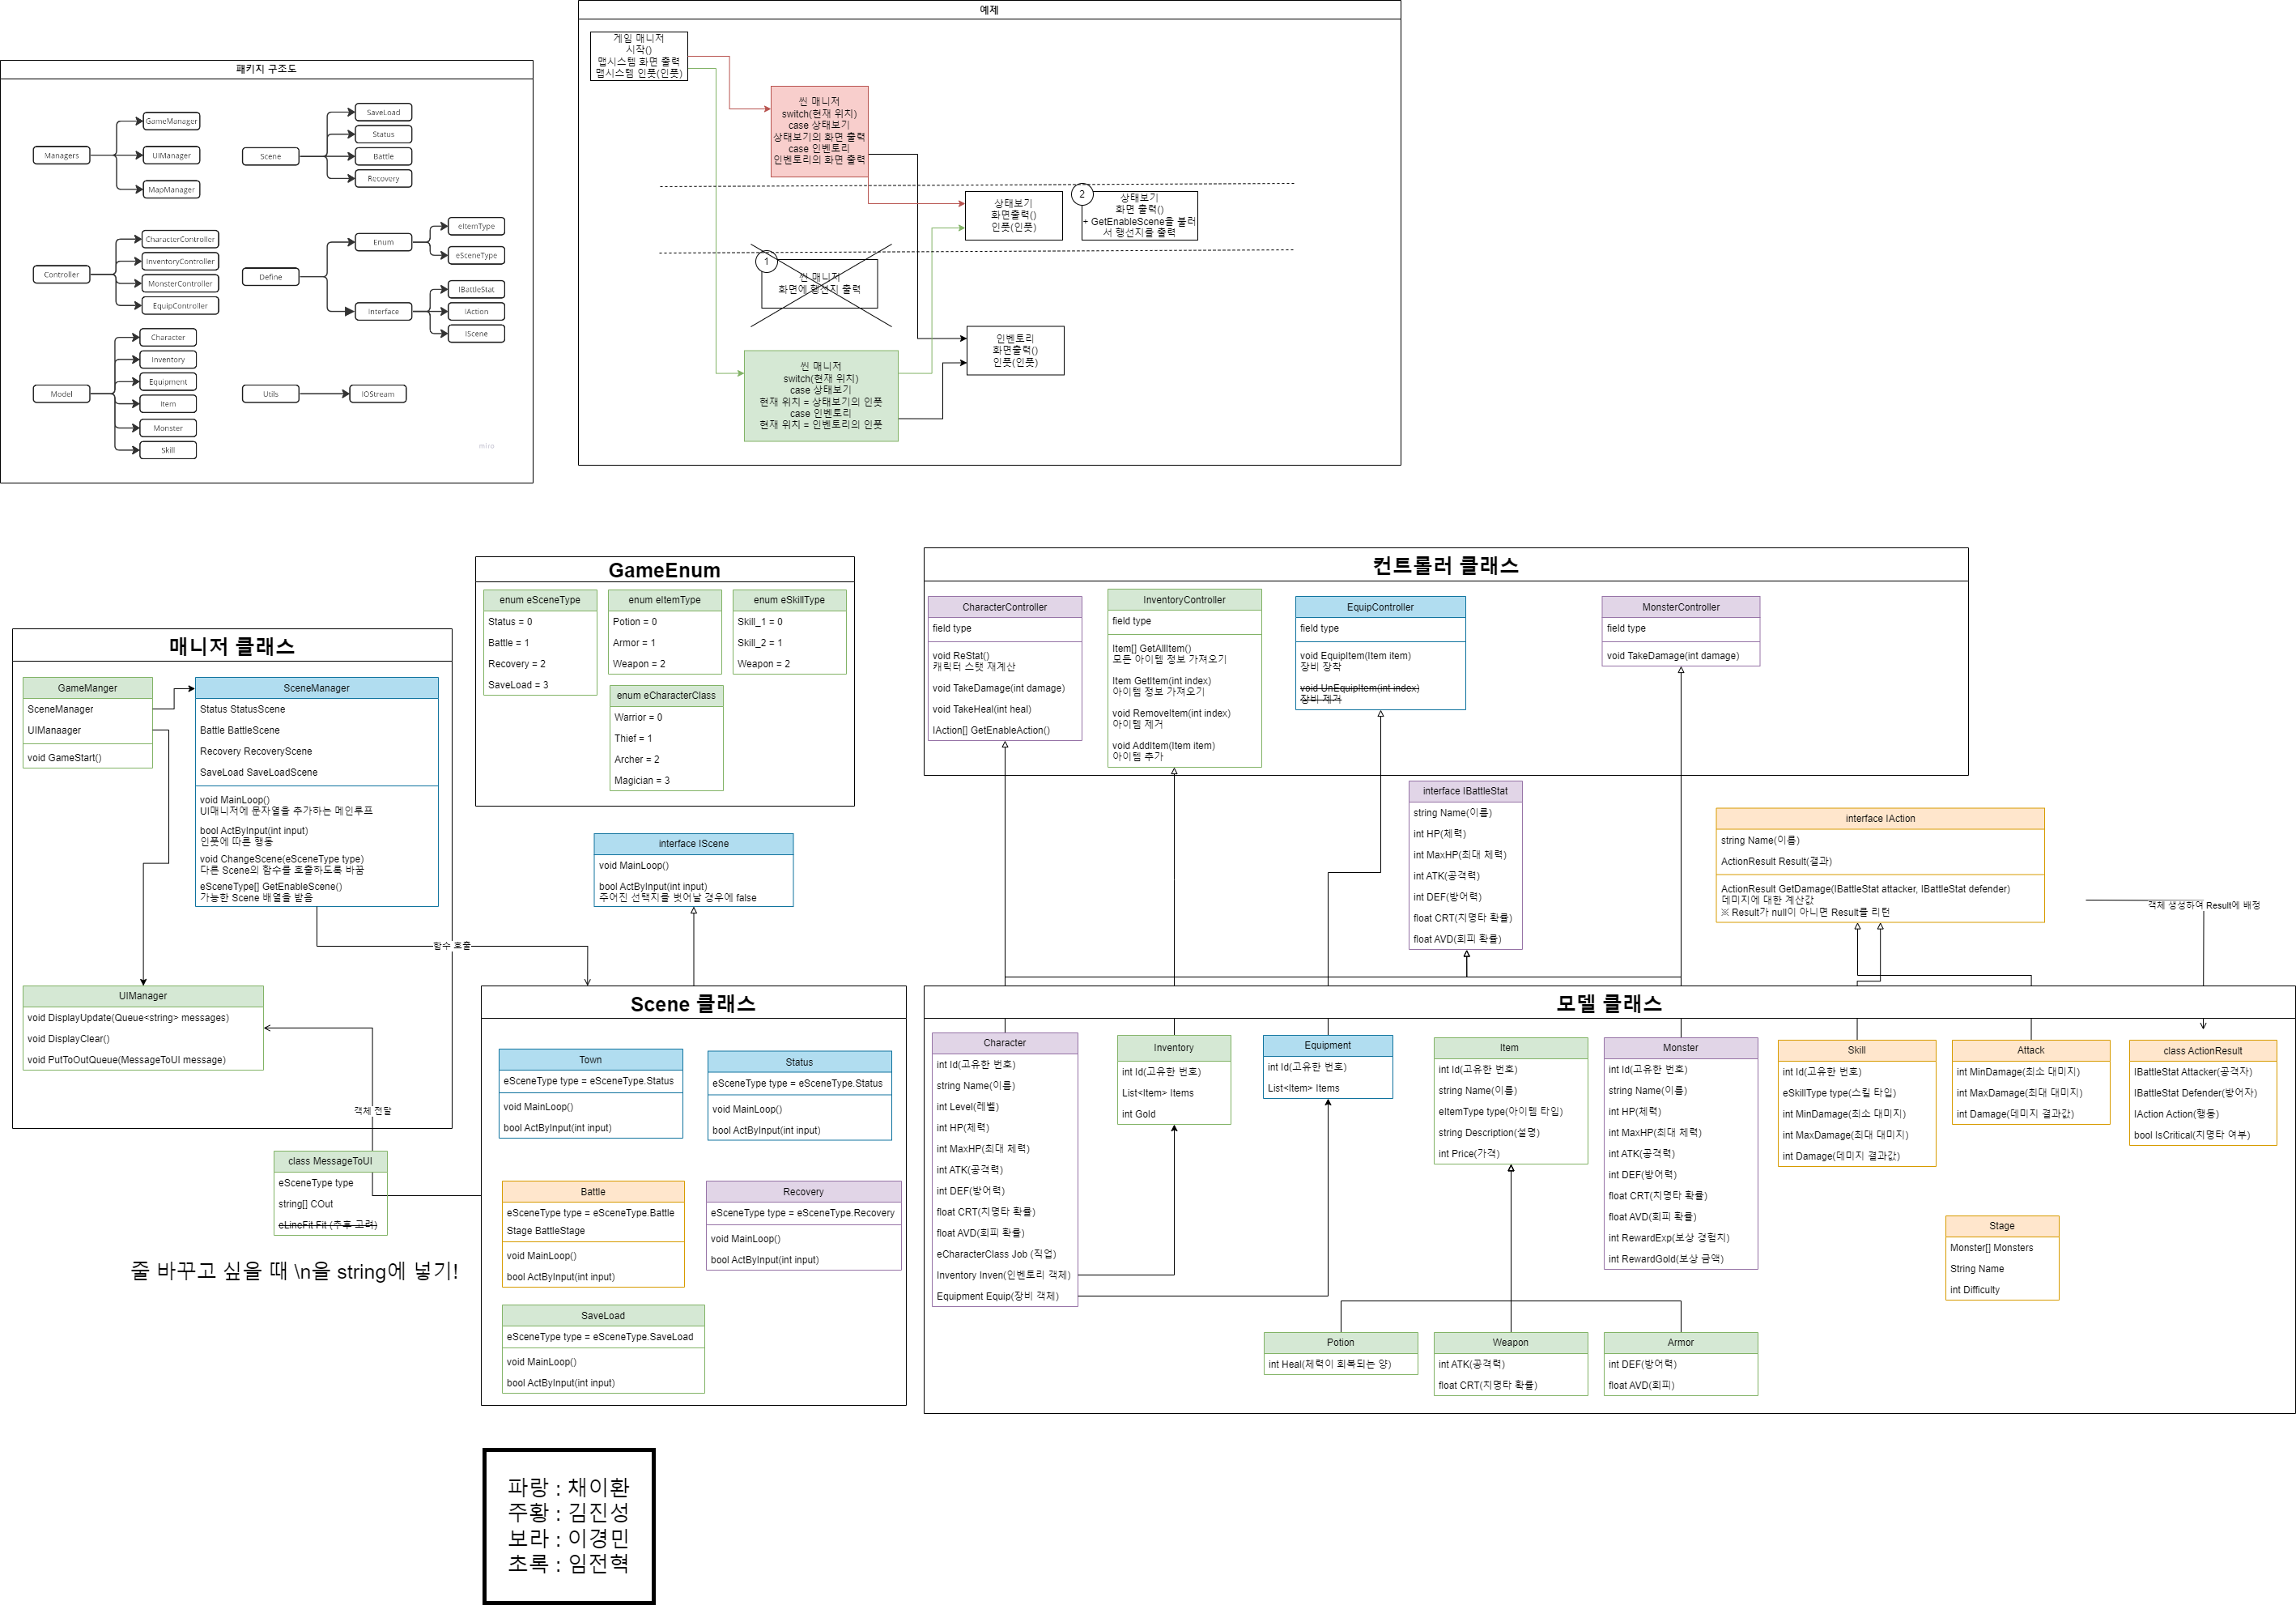 예제
게임 매니저
시작()
맵시스템 화면 출력
맵시스템 인풋(인풋)
씬 매니저
switch(현재 위치)
case 상태보기
상태보기의 화면 출력
case 인벤토리
인벤토리의 화면 출력
상태보기
화면출력()
인풋(인풋)
2
상태보기
화면 출력()
+ GetEnableScene을 불러
서 행선지를 출력
1
씬 매니저
화면에 행선지 출력
인벤토리
화면출력()
인풋(인풋)
씬 매니저
switch(현재 위치)
case 상태보기
현재 위치 = 상태보기의 인풋
case 인벤토리
현재 위치 = 인벤토리의 인풋
패키지 구조도
Managers
GameManager
UIManager
MapManager
Scene
SaveLoad
Status
Battle
Recovery
Controller
CharacterController
InventoryController
MonsterController
EquipController
Define
Enum
eItemType
eSceneType
Interface
IBattleStat
IAction
IScene
Model
Character
Inventory
Equipment
Item
Monster
Skill
Utils
IOStream
miro
GameEnum
enum eSceneType
Status = 0
Battle = 1
Recovery = 2
SaveLoad = 3
enum eItemType
Potion = 0
Armor = 1
Weapon = 2
enum eSkillType
Skill_1 = 0
Skill_2 = 1
Weapon = 2
enum eCharacterClass
Warrior = 0
Thief = 1
Archer = 2
Magician = 3
컨트롤러 클래스
CharacterController
field type
void ReStat()
캐릭터 스탯 재계산
void TakeDamage(int damage)
void TakeHeal(int heal)
IAction[] GetEnableAction()
InventoryController
field type
Item[] GetAllItem()
모든 아이템 정보 가져오기
Item GetItem(int index)
아이템 정보 가져오기
void RemoveItem(int index)
아이템 제거
void AddItem(Item item)
아이템 추가
EquipController
field type
void EquipItem(Item item)
장비 장착
void UnEquipItem(int index)
장비 제거
MonsterController
field type
void TakeDamage(int damage)
매니저 클래스
GameManger
SceneManager
UIManaager
void GameStart()
SceneManager
Status StatusScene
Battle BattleScene
Recovery RecoveryScene
SaveLoad SaveLoadScene
void MainLoop()
UI매니저에 문자열을 추가하는 메인루프
bool ActByInput(int input)
인풋에 따른 행동
void ChangeScene(eSceneType type)
다른 Scene의 함수를 호출하도록 바꿈
eSceneType[] GetEnableScene()
가능한 Scene 배열을 받음
함수 호출
UIManager
void DisplayUpdate(Queue<string> messages)
void DisplayClear()
void PutToOutQueue(MessageToUI message)
객체 전달
class MessageToUI
eSceneType type
string[] COut
eLineFit Fit (추후 고려)
줄 바꾸고 싶을 때 \n을 string에 넣기!
interface IScene
void MainLoop()
bool ActByInput(int input)
주어진 선택지를 벗어날 경우에 false
interface IBattleStat
string Name(이름)
int HP(체력)
int MaxHP(최대 체력)
int ATK(공격력)
int DEF(방어력)
float CRT(치명타 확률)
float AVD(회피 확률)
interface IAction
string Name(이름)
ActionResult Result(결과)
ActionResult GetDamage(IBattleStat attacker, IBattleStat defender)
데미지에 대한 계산값
※ Result가 null이 아니면 Result를 리턴
객체 생성하여 Result에 배정
Scene 클래스
Town
eSceneType type = eSceneType.Status
void MainLoop()
bool ActByInput(int input)
Status
eSceneType type = eSceneType.Status
void MainLoop()
bool ActByInput(int input)
Battle
eSceneType type = eSceneType.Battle
Stage BattleStage
void MainLoop()
bool ActByInput(int input)
Recovery
eSceneType type = eSceneType.Recovery
void MainLoop()
bool ActByInput(int input)
SaveLoad
eSceneType type = eSceneType.SaveLoad
void MainLoop()
bool ActByInput(int input)
모델 클래스
Character
int Id(고유한 번호)
string Name(이름)
int Level(레벨)
int HP(체력)
int MaxHP(최대 체력)
int ATK(공격력)
int DEF(방어력)
float CRT(치명타 확률)
float AVD(회피 확률)
eCharacterClass Job (직업)
Inventory Inven(인벤토리 객체)
Equipment Equip(장비 객체)
Inventory
int Id(고유한 번호)
List<Item> Items
int Gold
Equipment
int Id(고유한 번호)
List<Item> Items
Item
int Id(고유한 번호)
string Name(이름)
eItemType type(아이템 타입)
string Description(설명)
int Price(가격)
Monster
int Id(고유한 번호)
string Name(이름)
int HP(체력)
int MaxHP(최대 체력)
int ATK(공격력)
int DEF(방어력)
float CRT(치명타 확률)
float AVD(회피 확률)
int RewardExp(보상 경험치)
int RewardGold(보상 금액)
Skill
int Id(고유한 번호)
eSkillType type(스킬 타입)
int MinDamage(최소 대미지)
int MaxDamage(최대 대미지)
int Damage(데미지 결과값)
Attack
int MinDamage(최소 대미지)
int MaxDamage(최대 대미지)
int Damage(데미지 결과값)
class ActionResult
IBattleStat Attacker(공격자)
IBattleStat Defender(방어자)
IAction Action(행동)
bool IsCritical(치명타 여부)
Stage
Monster[] Monsters
String Name
int Difficulty
Potion
int Heal(체력이 회복되는 양)
Weapon
int ATK(공격력)
float CRT(치명타 확률)
Armor
int DEF(방어력)
float AVD(회피)
파랑 : 채이환
주황 : 김진성
보라 : 이경민
초록 : 임전혁